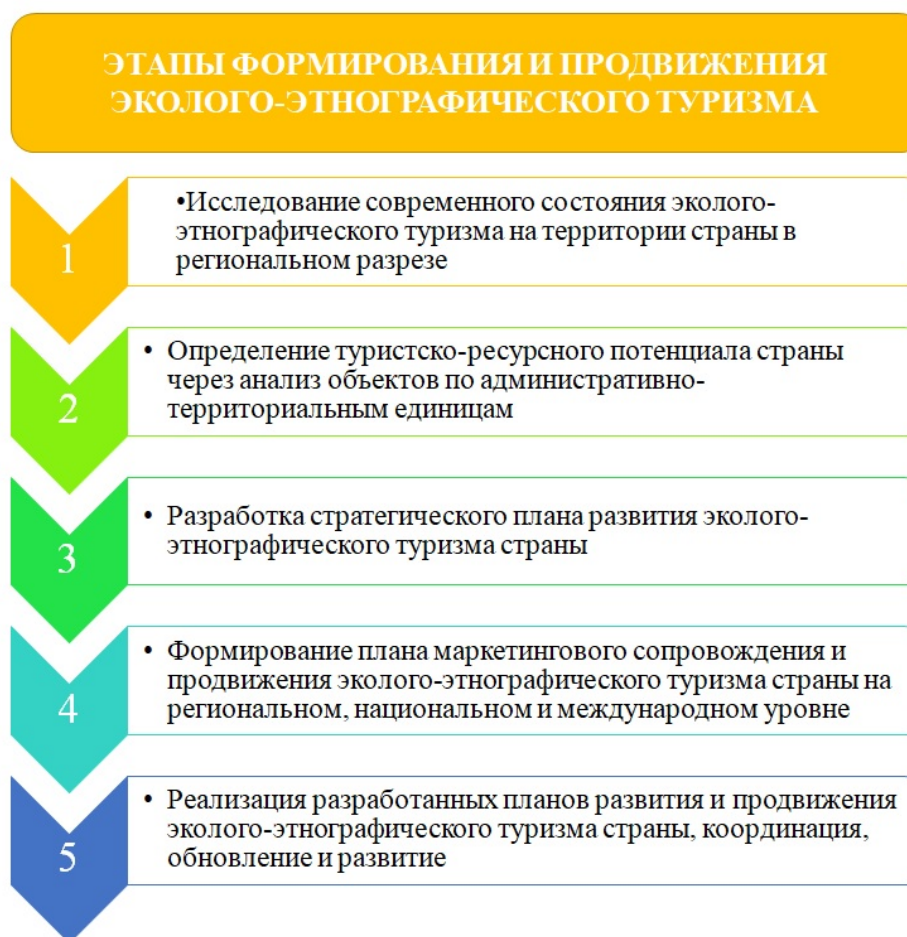 ЭТАПЫ ФОРМИРОВАНИЯ И ПРОДВИЖЕНИЯ
ЭКОЛОГО-ЭТНОГРАФИЧЕСКОГО ТУРИЗМА
1
•Исследование современного состояния эколого-
этнографического туризма на территории страны в
региональном разрезе
2
• Определение туристско-ресурсного потенциала страны
через анализ объектов по административно-
территориальным единицам
3
• Разработка стратегического плана развития эколого-
этнографического туризма страны
4
• Формирование плана маркетингового сопровождения и
продвижения эколого-этнографического туризма страны на
региональном, национальном и международном уровне
5
• Реализация разработанных планов развития и продвижения
эколого-этнографического туризма страны, координация,
обновление и развитие